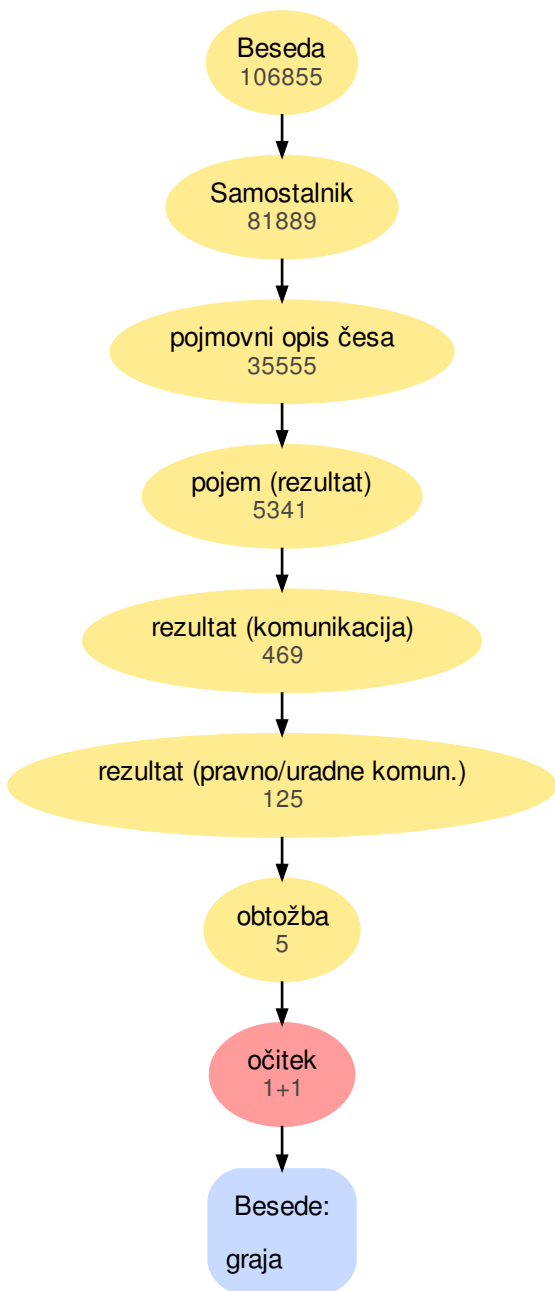 Beseda
106855
Samostalnik
81889
pojmovni opis česa
35555
pojem (rezultat)
5341
rezultat (komunikacija)
469
rezultat (pravno/uradne komun.)
125
obtožba
5
očitek
1+1
Besede:
graja